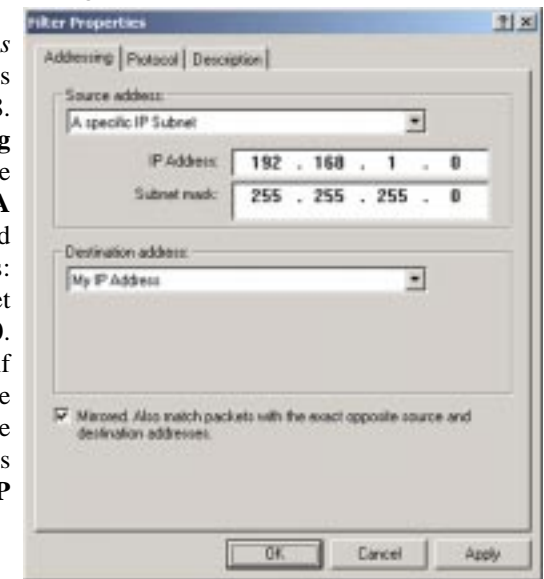 s
s
g
e
A
d
s:
et
f
e
e
s
P
Filter Properties
Addressing Protocol Description
Source address:
A specific IP Subnet
IP Address: 192 . 168 . 1 . 0
Subnet mask: 255 . 255 . 255 . 0
Destination address:
My IP Address
Mirrored. Also match packets with the exact opposite source and
destination addresses.
OK Cancel Apply